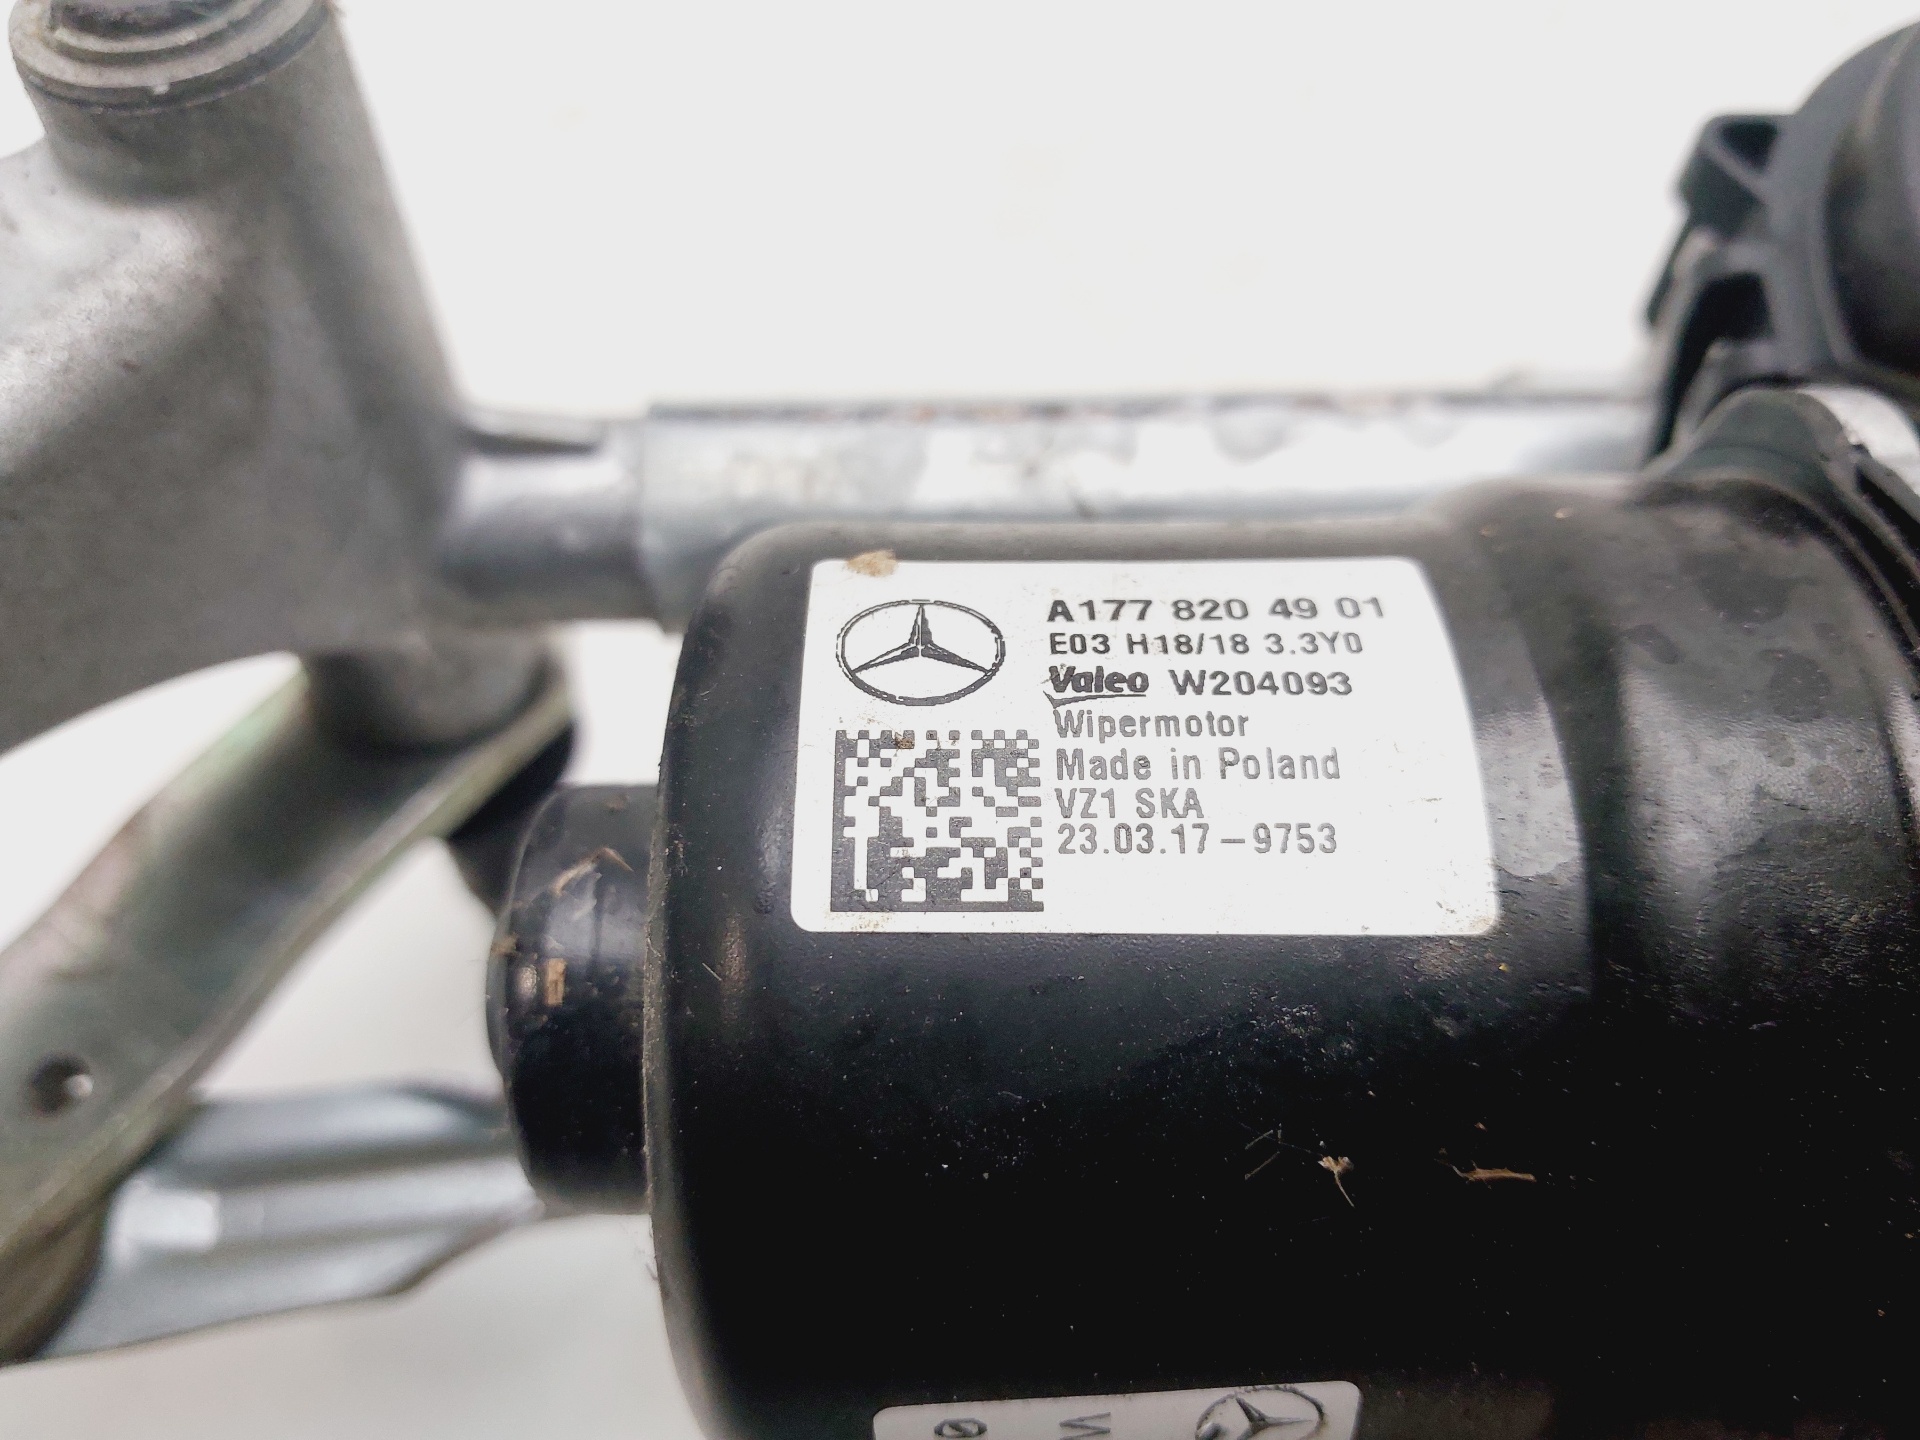 A177 820 49 01
E03 H18/18 3.3Y0
Valeo W204093
Wipermotor
Made in Poland
VZ1 SKA
23.03.17-9753